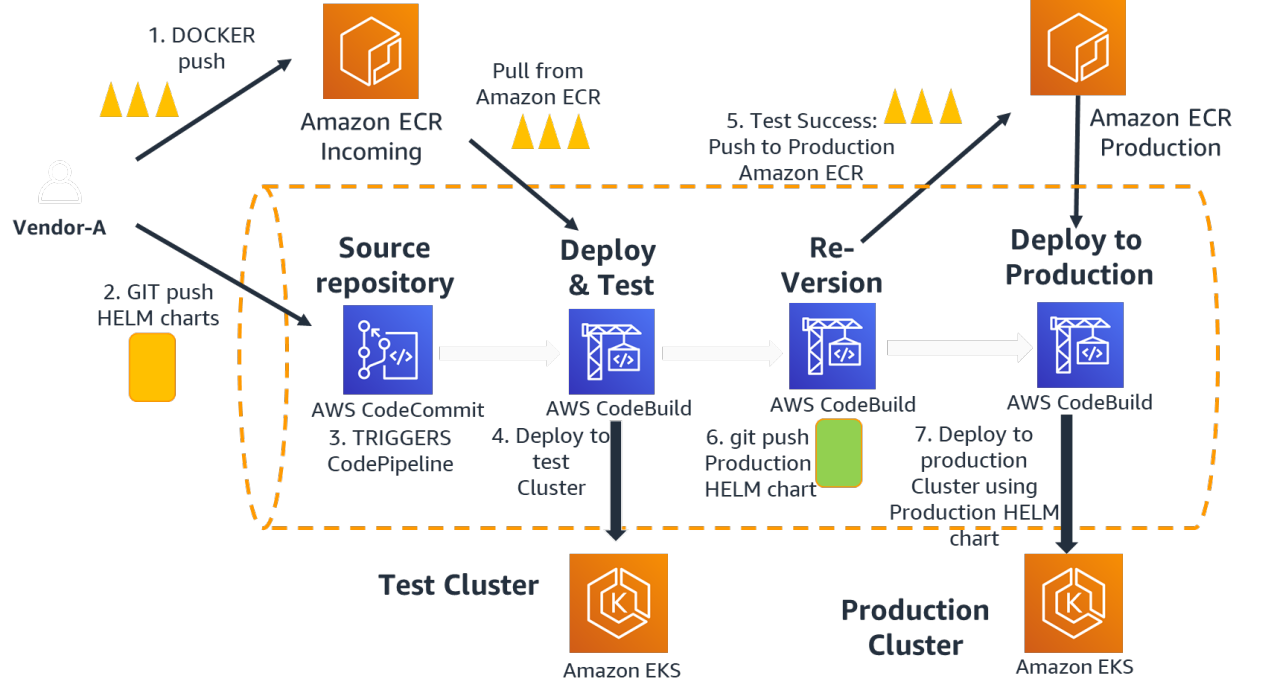 1. DOCKER
push
Amazon ECR
Incoming
Pull from
Amazon ECR
5. Test Success:
Push to Production
Amazon ECR
Amazon ECR
Production
Vendor-A
2. GIT push
HELM charts
Source
repository
AWS CodeCommit
3. TRIGGERS
CodePipeline
Deploy
& Test
AWS CodeBuild
4. Deploy to
test
Cluster
Re-
Version
AWS CodeBuild
6. git push
Production
HELM chart
Deploy to
Production
AWS CodeBuild
7. Deploy to
production
Cluster using
Production HELM
chart
Test Cluster
K
Amazon EKS
Production
Cluster
K
Amazon EKS